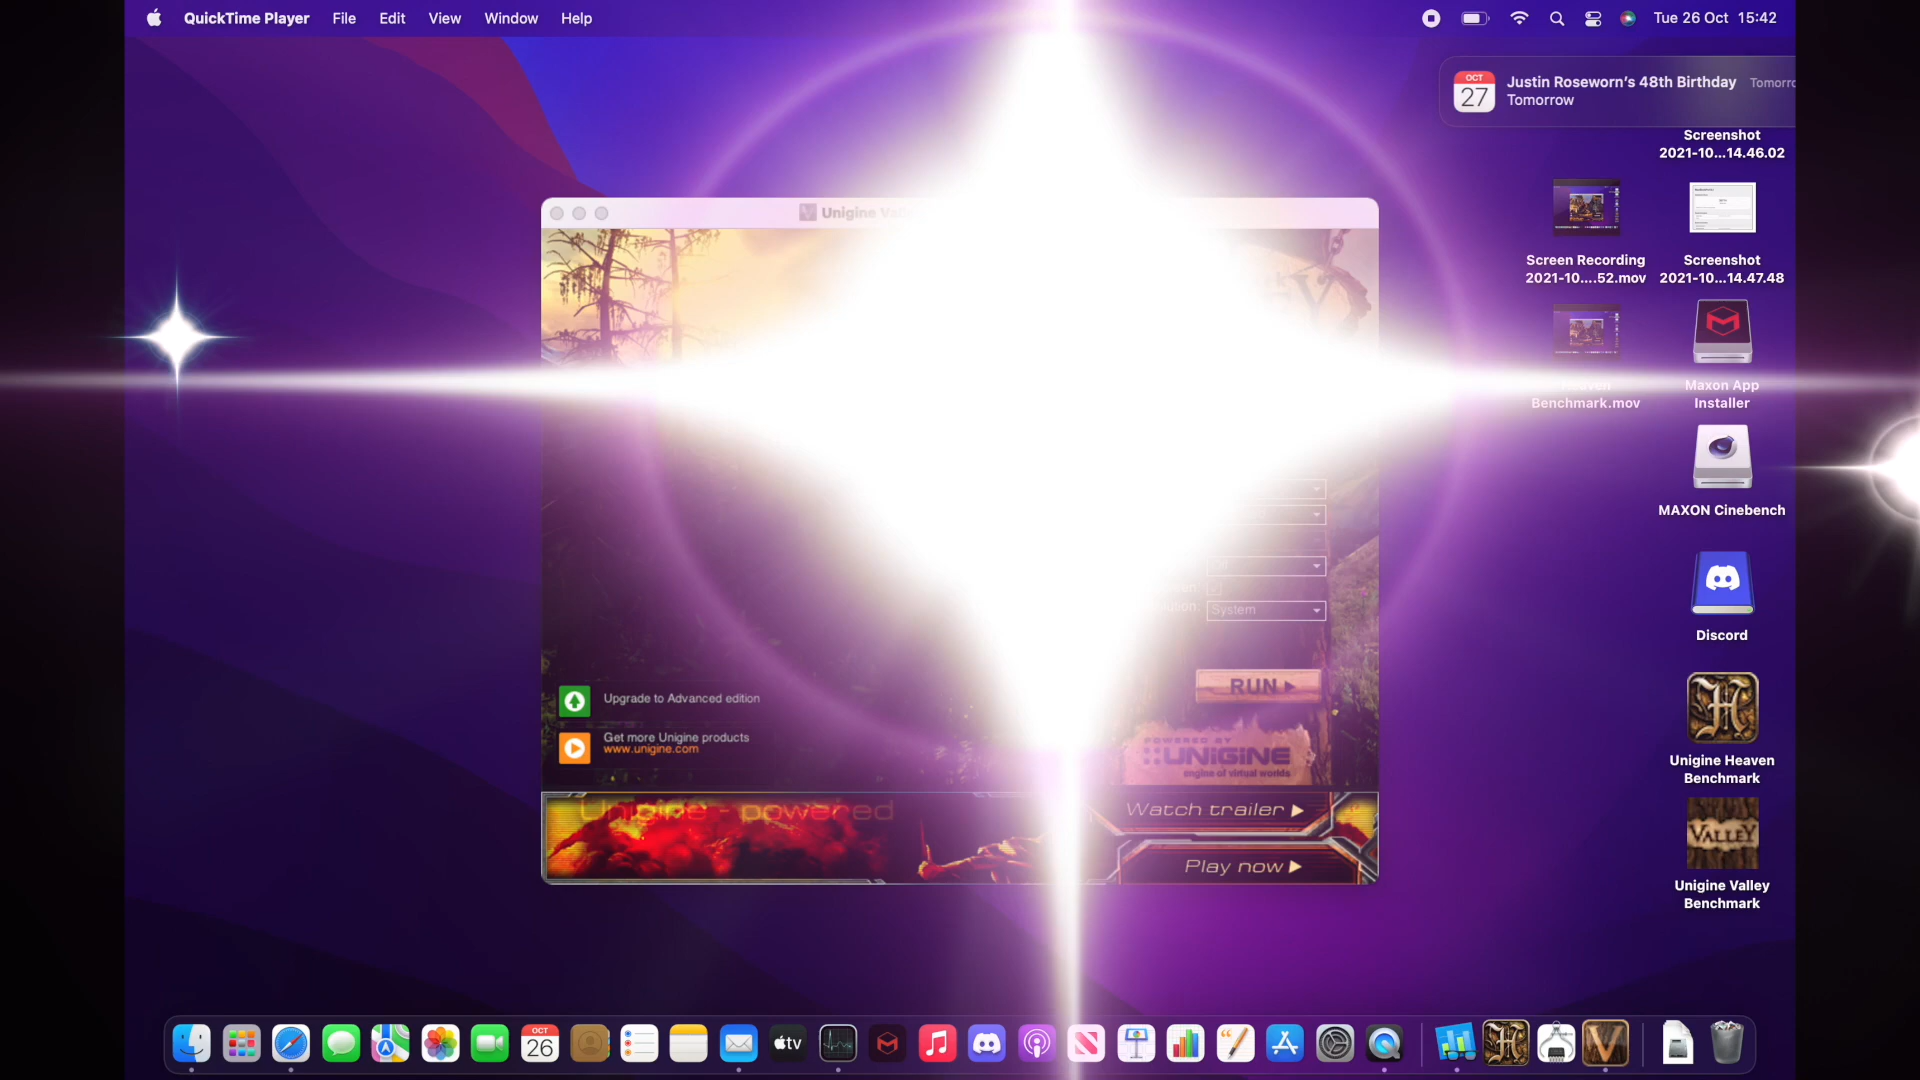 QuickTime Player File Edit View Window Help
Tue 26 Oct 15:42
OCT
27
Justin Roseworn's 48th Birthday
Tomorrow
Screenshot
2021-10...14.46.02
Screen Recording
2021-10....52.mov
Screenshot
2021-10...14.47.48
Benchmark.mov
Maxon App
Installer
MAXON Cinebench
Discord
Unigine Heaven
Benchmark
VALLEY
Unigine Valley
Benchmark
Unigine
System
RUN
Upgrade to Advanced edition
Get more Unigine products
www.unigine.com
POWERED BY
UNIGINE
engine of virtual worlds
Unigine - powered
Watch trailer
Play now
OCT
26
tv